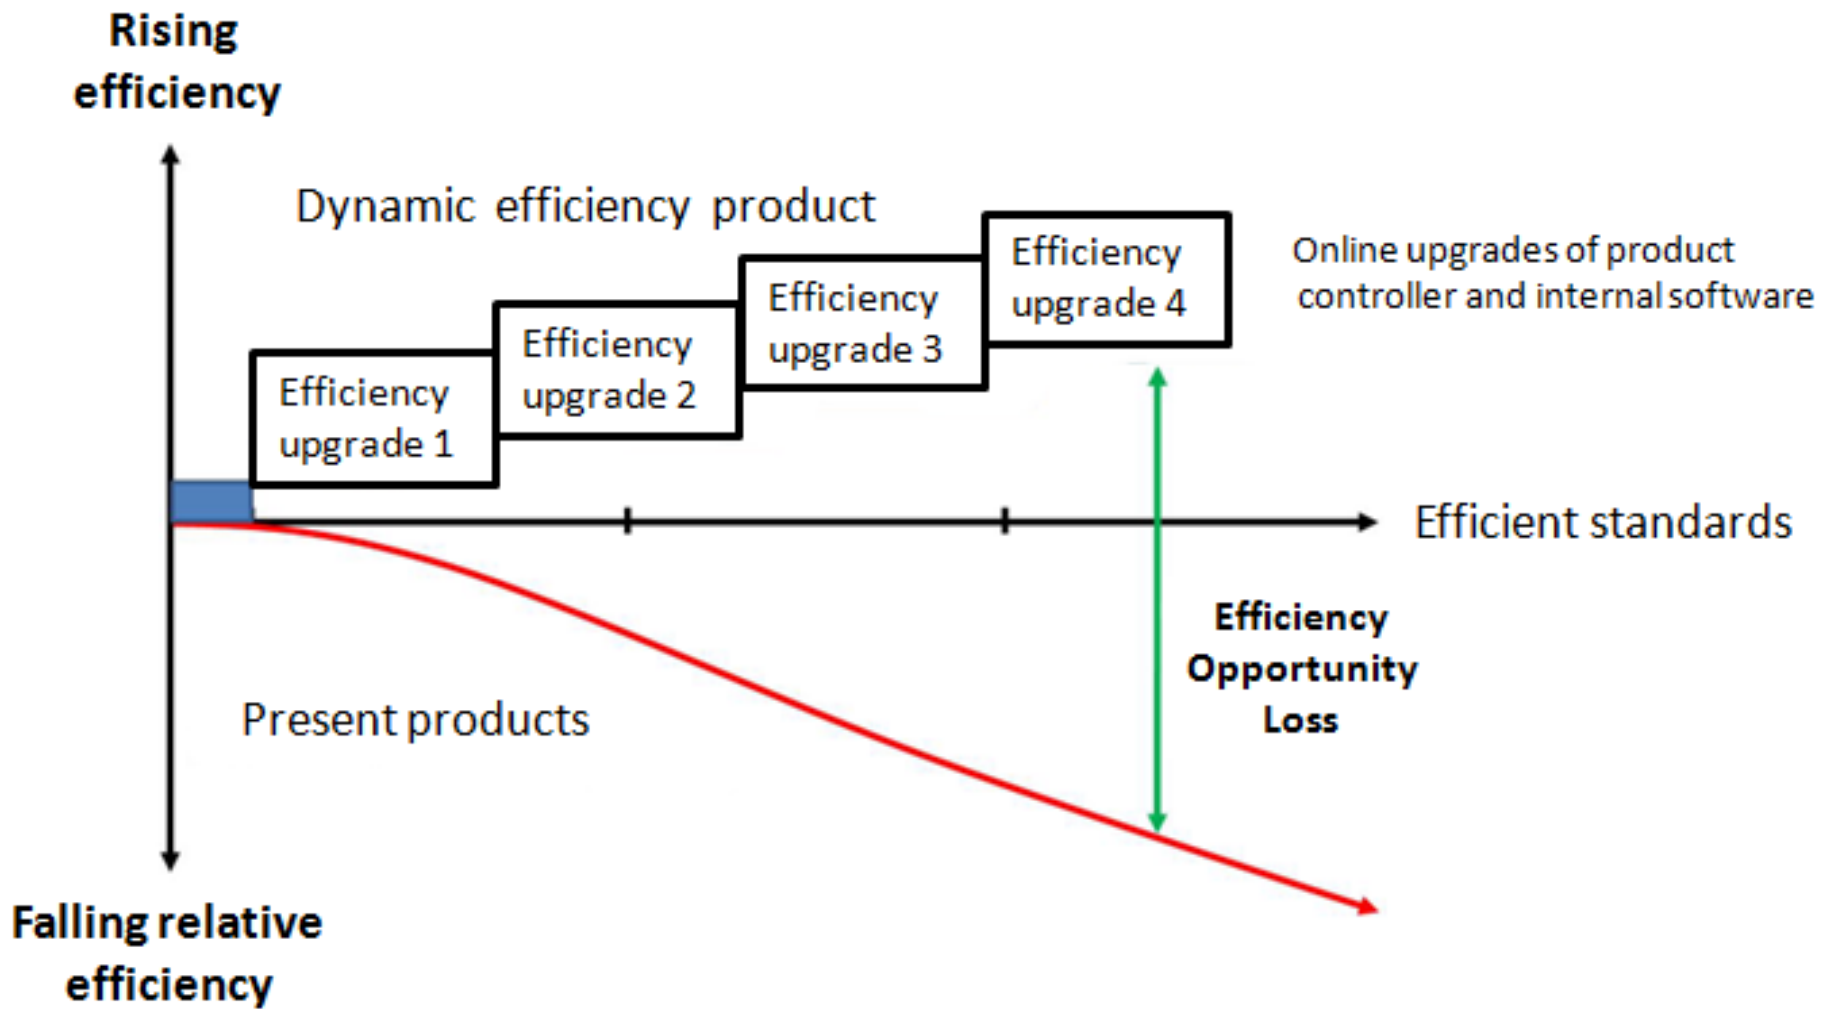 Rising
efficiency
Dynamic efficiency product
Efficiency
upgrade 1
Efficiency
upgrade 2
Efficiency
upgrade 3
Efficiency
upgrade 4
Online upgrades of product
controller and internal software
Efficient standards
Efficiency
Opportunity
Loss
Present products
Falling relative
efficiency